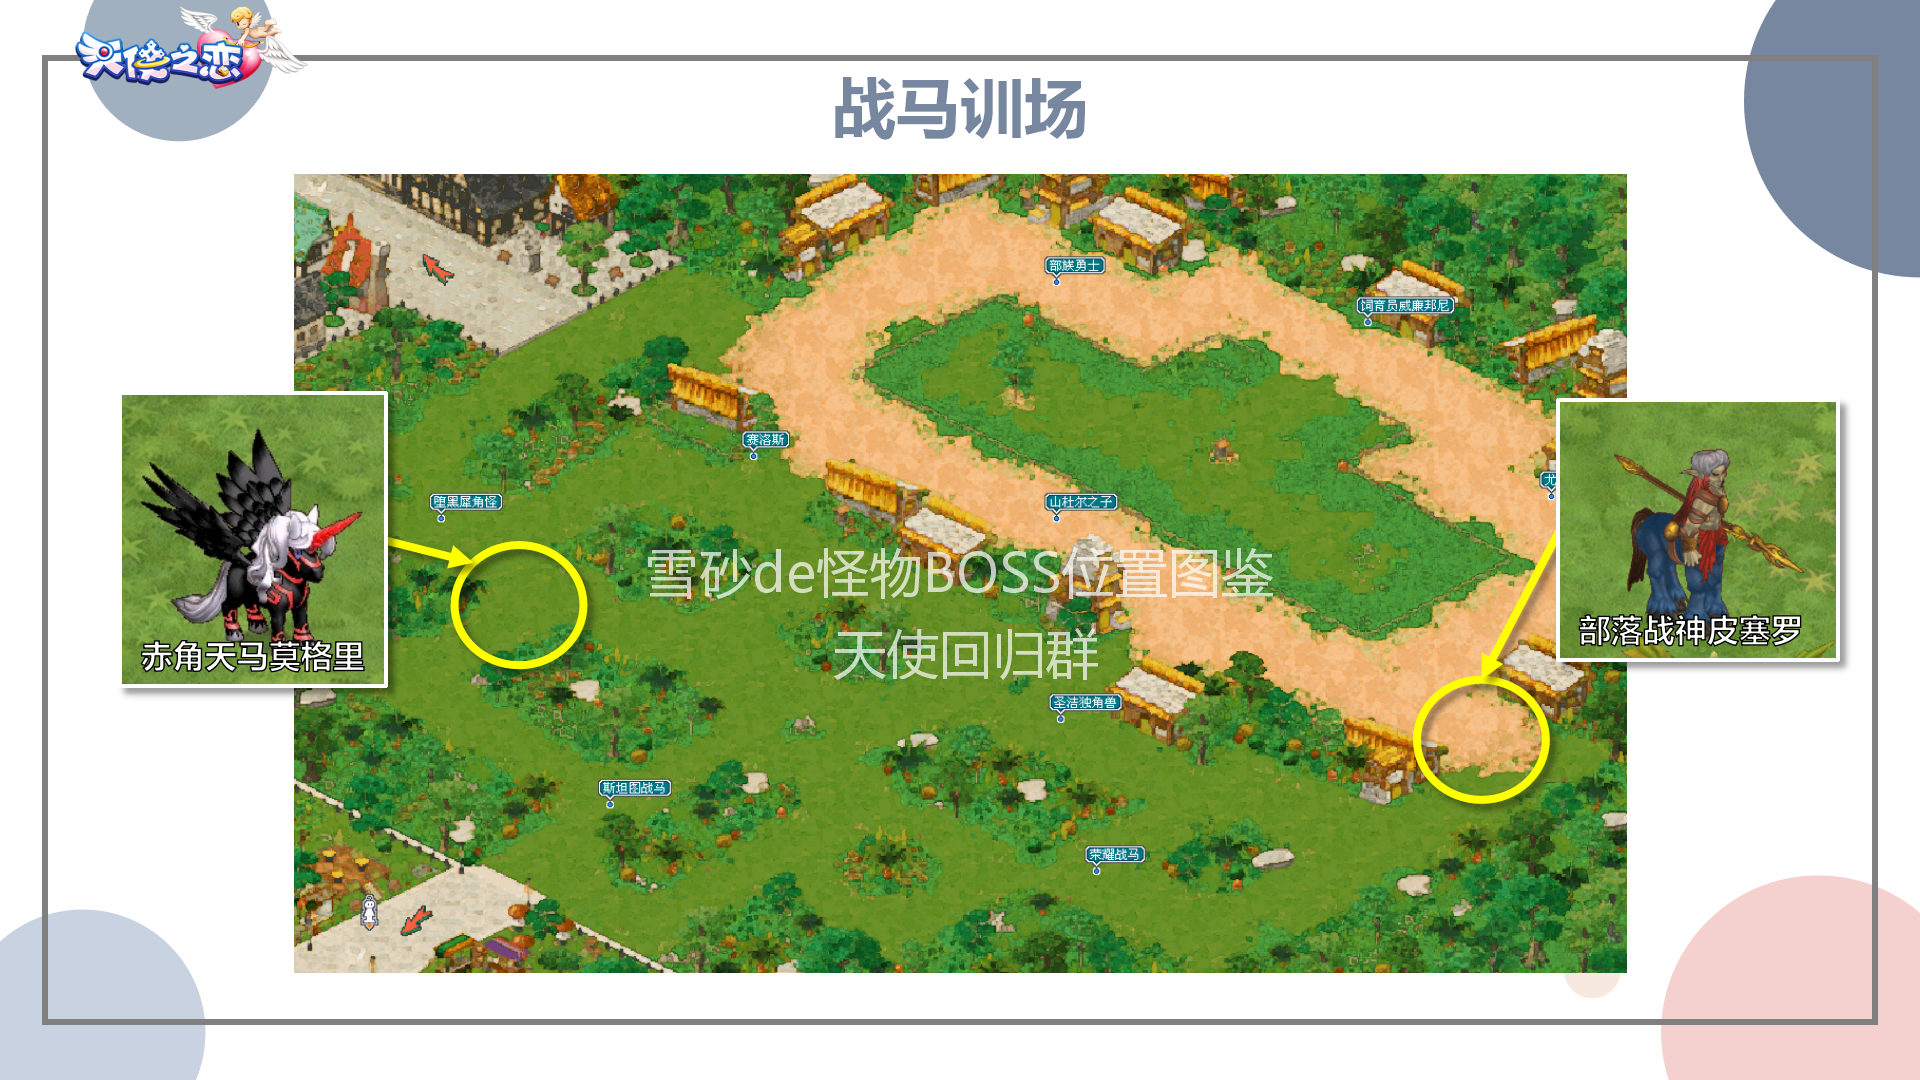 天使之恋
战马训场
部族勇士
饲育员威廉邦尼
赛洛斯
堕黑犀角怪
山杜尔之子
尤
赤角天马莫格里
部落战神皮塞罗
雪砂de怪物BOSS位置图鉴
天使回归群
圣洁独角兽
斯坦图战马
荣耀战马